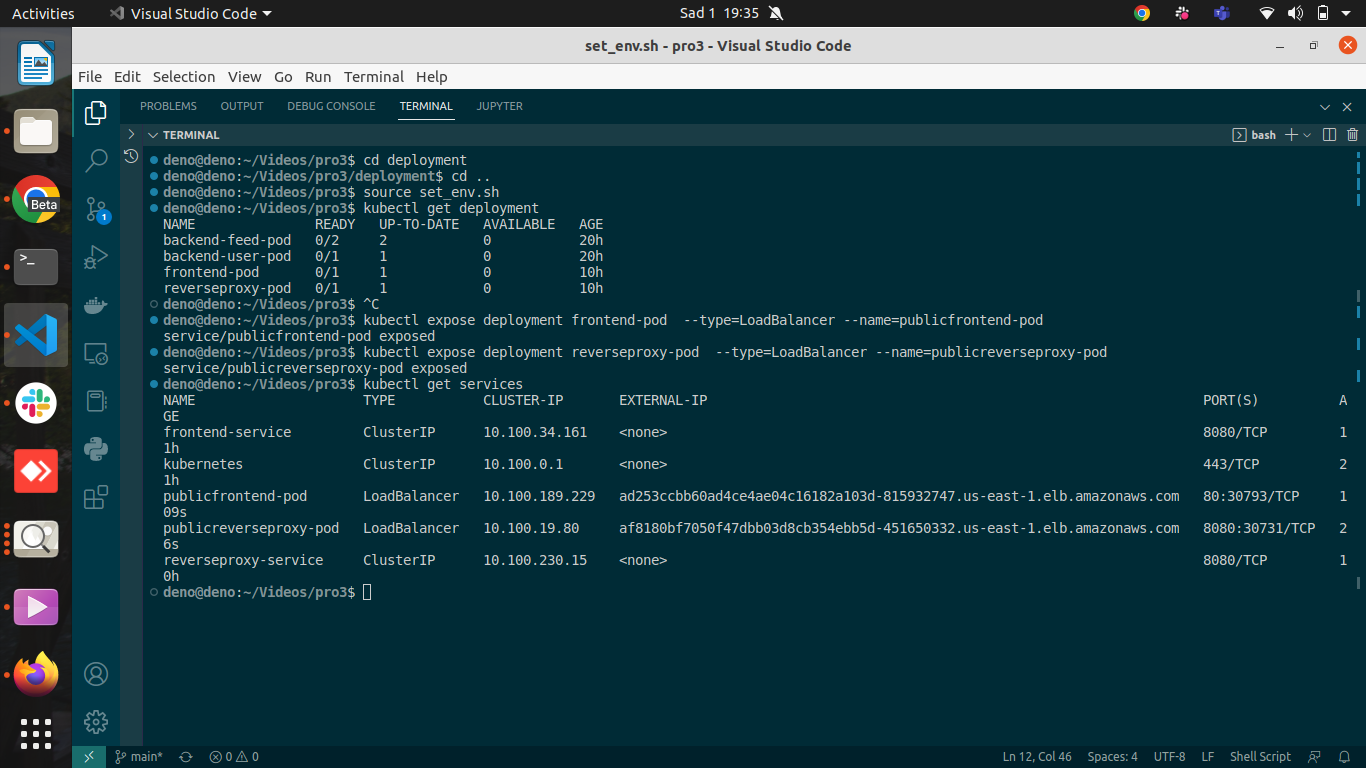 Activities
Visual Studio Code
Sad 1 19:35
set_env.sh - pro3 - Visual Studio Code
File Edit Selection View Go Run Terminal Help
PROBLEMS OUTPUT DEBUG CONSOLE TERMINAL JUPYTER
TERMINAL
bash
deno@deno:~/Videos/pro3$ cd deployment
deno@deno:~/Videos/pro3/deployment$ cd ..
deno@deno:~/Videos/pro3$ source set_env.sh
deno@deno:~/Videos/pro3$ kubectl get deployment
NAME READY UP-TO-DATE AVAILABLE AGE
backend-feed-pod 0/2 2 0 20h
backend-user-pod 0/1 1 0 20h
frontend-pod 0/1 1 0 10h
reverseproxy-pod 0/1 1 0 10h
deno@deno:~/Videos/pro3$ ^C
deno@deno:~/Videos/pro3$ kubectl expose deployment frontend-pod --type=LoadBalancer --name=publicfrontend-pod
service/publicfrontend-pod exposed
deno@deno:~/Videos/pro3$ kubectl expose deployment reverseproxy-pod --type=LoadBalancer --name=publicreverseproxy-pod
service/publicreverseproxy-pod exposed
deno@deno:~/Videos/pro3$ kubectl get services
NAME TYPE CLUSTER-IP EXTERNAL-IP PORT(S) A
GE
frontend-service ClusterIP 10.100.34.161 <none> 8080/TCP 1
1h
kubernetes ClusterIP 10.100.0.1 <none> 443/TCP 2
1h
publicfrontend-pod LoadBalancer 10.100.189.229 ad253ccbb60ad4ce4ae04c16182a103d-815932747.us-east-1.elb.amazonaws.com 80:30793/TCP 1
09s
publicreverseproxy-pod LoadBalancer 10.100.19.80 af8180bf7050f47dbb03d8cb354ebb5d-451650332.us-east-1.elb.amazonaws.com 8080:30731/TCP 2
6s
reverseproxy-service ClusterIP 10.100.230.15 <none> 8080/TCP 1
0h
deno@deno:~/Videos/pro3$
Beta
1
>_
main*
0
0
Ln 12, Col 46
Spaces: 4
UTF-8
LF
Shell Script